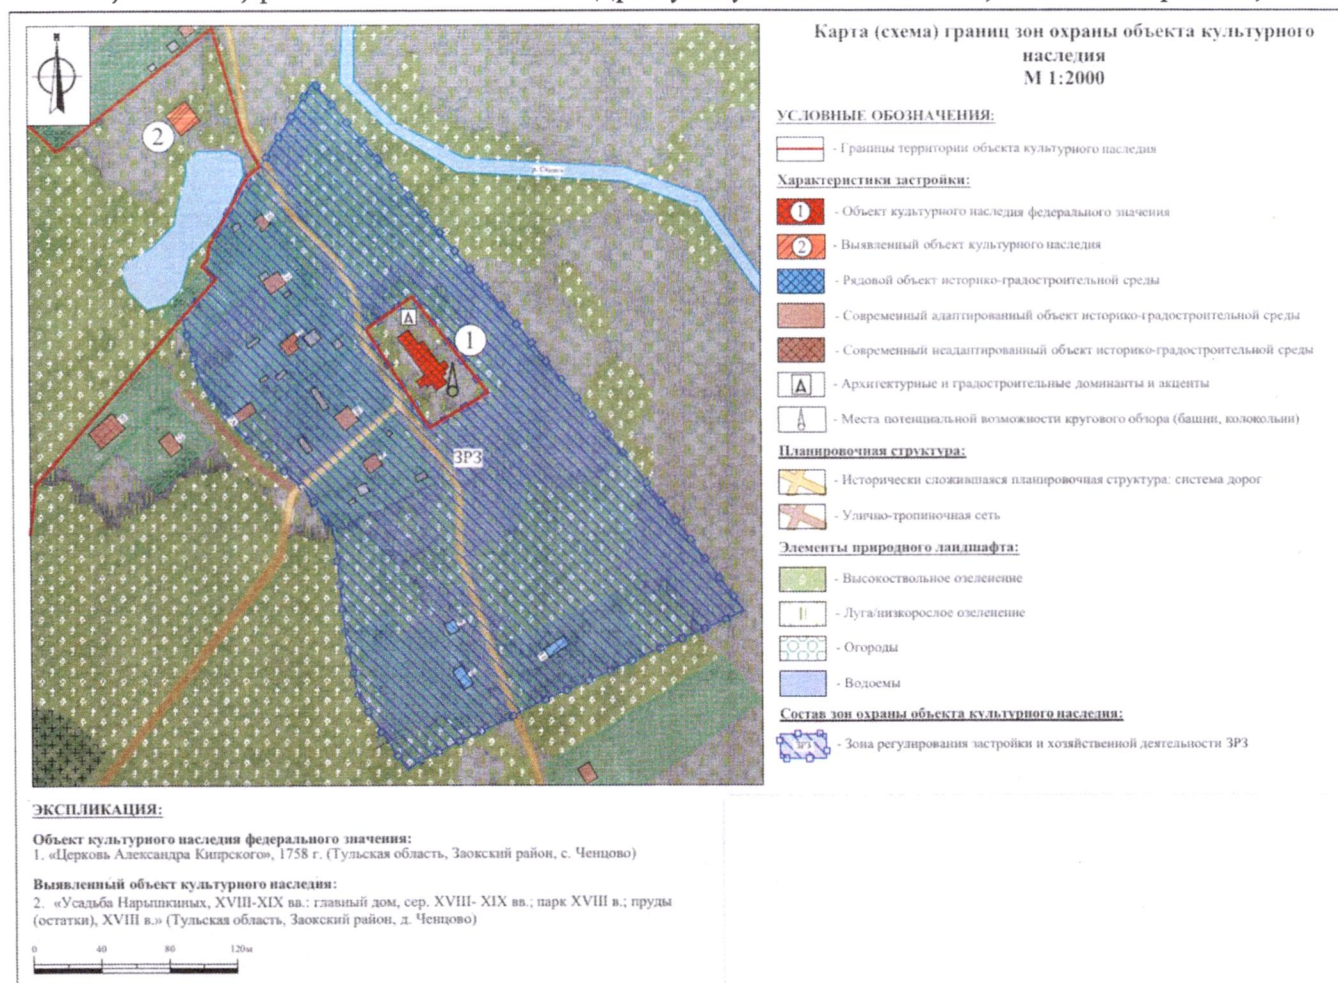 Карта (схема) границ зон охраны объекта культурного
наследия
М 1:2000
УСЛОВНЫЕ ОБОЗНАЧЕНИЯ:
- Границы территории объекта культурного наследия
Характеристики застройки:
1 - Объект культурного наследия федерального значения
2 - Выявленный объект культурного наследия
- Рядовой объект историко-градостроительной среды
- Современный адаптированный объект историко-градостроительной среды
- Современный неадаптированный объект историко-градостроительной среды
А - Архитектурные и градостроительные доминанты и акценты
- Места потенциальной возможности кругового обзора (башни, колокольни)
Планировочная структура:
- Исторически сложившаяся планировочная структура: система дорог
- Улично-тропиночная сеть
Элементы природного ландшафта:
- Высокоствольное озеленение
- Луга/низкорослое озеленение
- Огороды
- Водоемы
Состав зон охраны объекта культурного наследия:
ЗРЗ - Зона регулирования застройки и хозяйственной деятельности ЗРЗ
2
р.
А
1
ЗРЗ
ЭКСПЛИКАЦИЯ:
Объект культурного наследия федерального значения:
1. «Церковь Александра Кипрского», 1758 г. (Тульская область, Заокский район, с. Ченцово)
Выявленный объект культурного наследия:
2. «Усадьба Нарышкиных, XVIII-XIX вв.: главный дом, сер. XVIII- XIX вв.; парк XVIII в.; пруды
(остатки), XVIII в.» (Тульская область, Заокский район, д. Ченцово)
0 40 80 120м